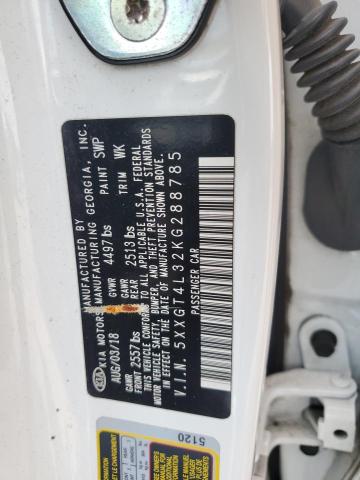 MANUFACTURED BY
KIA MOTORS MANUFACTURING GEORGIA, INC.
AUG/03/18 GVWR 4497 lbs PAINT SWP
GAWR FRONT 2557 lbs GAWR REAR 2513 lbs TRIM WK
THIS VEHICLE CONFORMS TO ALL APPLICABLE U.S.A. FEDERAL
MOTOR VEHICLE SAFETY, BUMPER, AND THEFT PREVENTION STANDARDS
IN EFFECT ON THE DATE OF MANUFACTURE SHOWN ABOVE.
V.I.N. 5XXGT4L32KG288785
PASSENGER CAR
5120